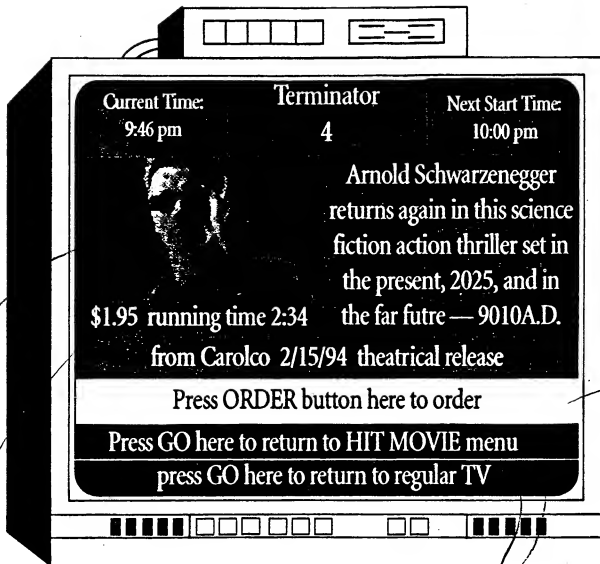 Current Time:
9:46 pm
Terminator
4
Next Start Time:
10:00 pm
Arnold Schwarzenegger
returns again in this science
fiction action thriller set in
the present, 2025, and in
the far futre — 9010A.D.
$1.95 running time 2:34
from Carolco 2/15/94 theatrical release
Press ORDER button here to order
Press GO here to return to HIT MOVIE menu
press GO here to return to regular TV